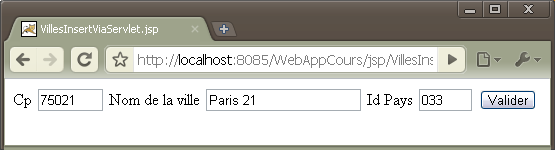 VillesInsertViaServlet.jsp
http://localhost:8085/WebAppCours/jsp/VillesIns
Cp 75021 Nom de la ville Paris 21 Id Pays 033 Valider